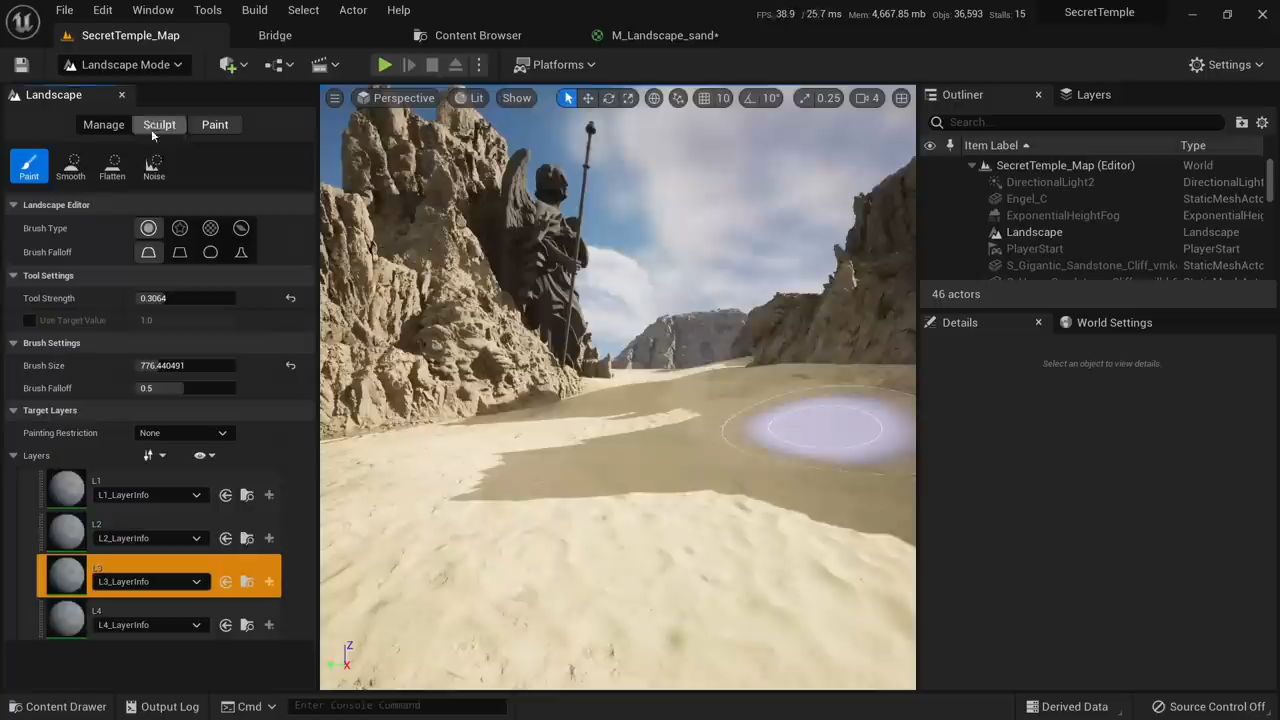 File Edit Window Tools Build Select Actor Help
FPS: 38.9 / 25.7 ms Mem: 4,667.85 mb Objs: 36,593 Stalls: 15
SecretTemple
SecretTemple_Map
Bridge
Content Browser
M_Landscape_sand*
Landscape Mode
Platforms
Settings
Landscape
Manage Sculpt Paint
Paint Smooth Flatten Noise
Landscape Editor
Brush Type
Brush Falloff
Tool Settings
Tool Strength 0.3064
Use Target Value 1.0
Brush Settings
Brush Size 776.440491
Brush Falloff 0.5
Target Layers
Painting Restriction None
Layers
L1
L1_LayerInfo
L2
L2_LayerInfo
L3
L3_LayerInfo
L4
L4_LayerInfo
Perspective Lit Show 10 10° 0.25 4
Z
X
Outliner
Layers
Search...
Item Label Type
SecretTemple_Map (Editor) World
DirectionalLight2 DirectionalLight
Engel_C StaticMeshActo
ExponentialHeightFog ExponentialHeig
Landscape Landscape
PlayerStart PlayerStart
S_Gigantic_Sandstone_Cliff_vmk StaticMeshActo
46 actors
Details
World Settings
Select an object to view details.
Content Drawer Output Log Cmd Enter Console Command
Derived Data Source Control Off